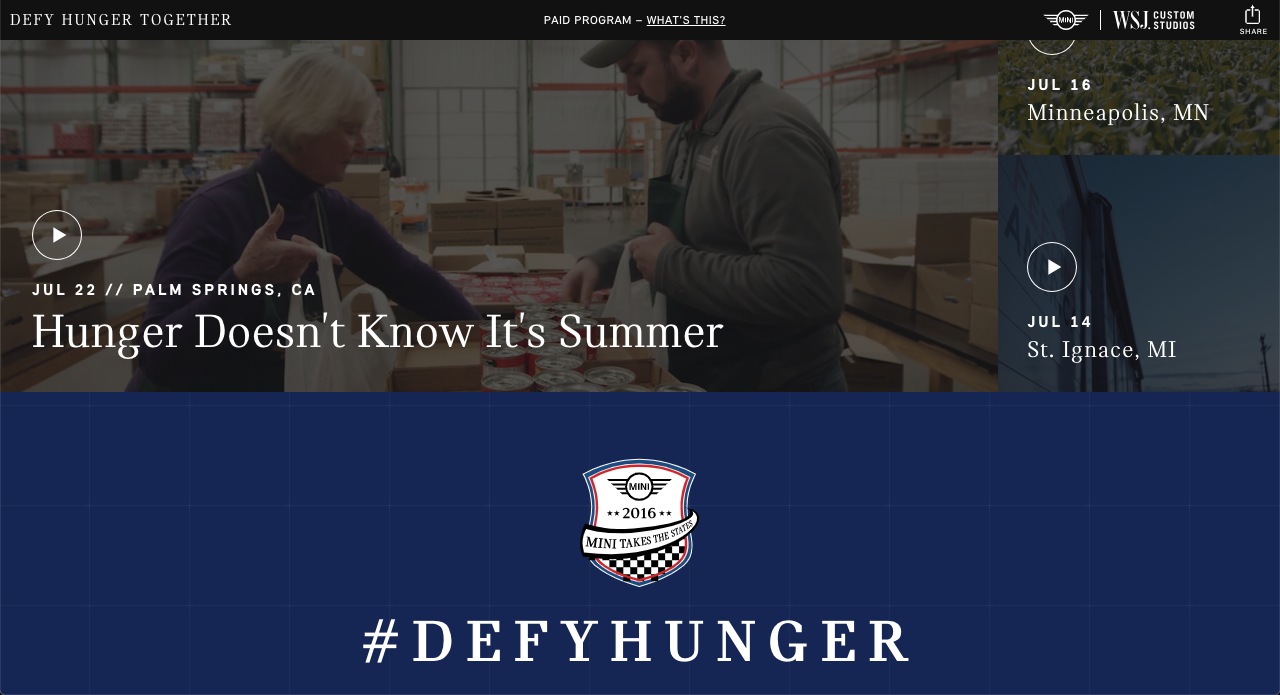 DEFY HUNGER TOGETHER
PAID PROGRAM – WHAT'S THIS?
MINI
WSJ. CUSTOM STUDIOS
SHARE
JUL 16
Minneapolis, MN
JUL 22 // PALM SPRINGS, CA
Hunger Doesn't Know It's Summer
JUL 14
St. Ignace, MI
MINI
2016
MINI TAKES THE STATES
#DEFYHUNGER